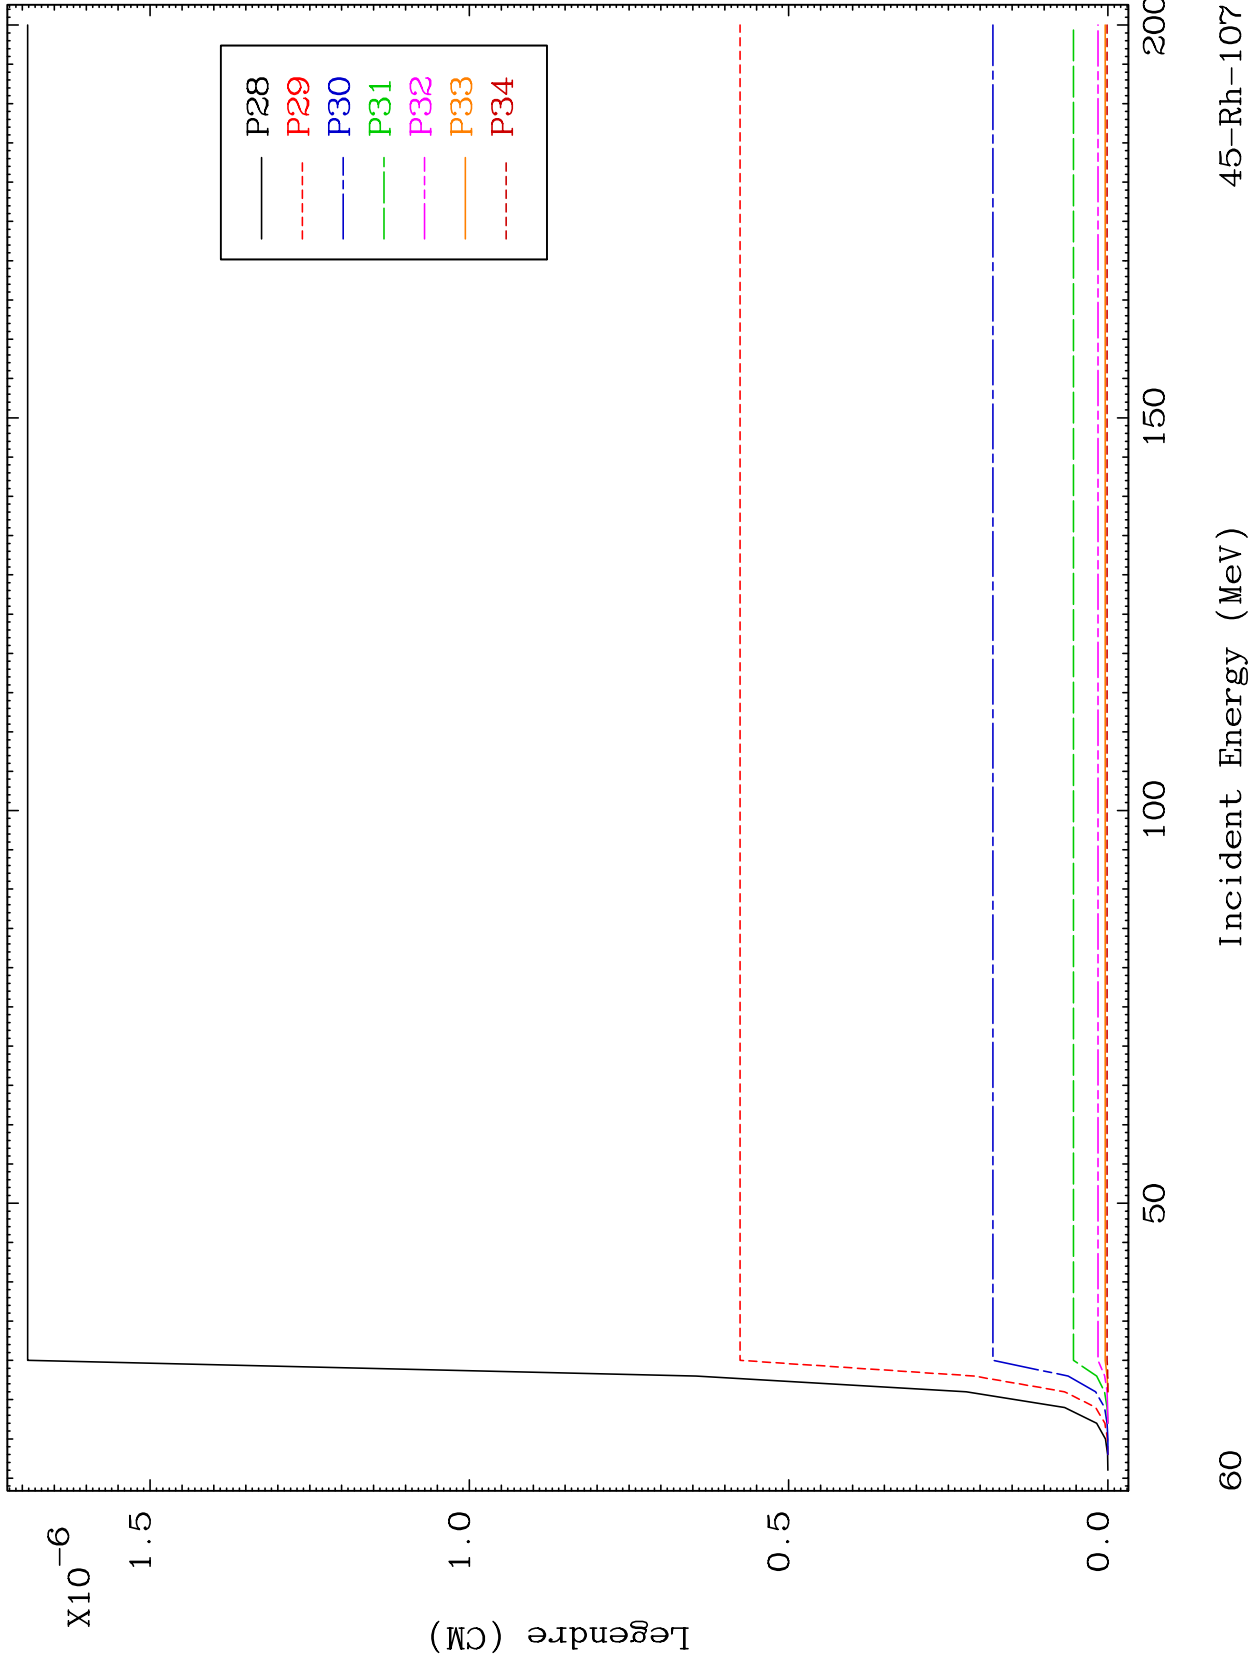 X10-6
1.5
1.0
0.5
0.0
Legendre (CM)
P28
P29
P30
P31
P32
P33
P34
50
100
150
200
Incident Energy (MeV)
60
45-Rh-107